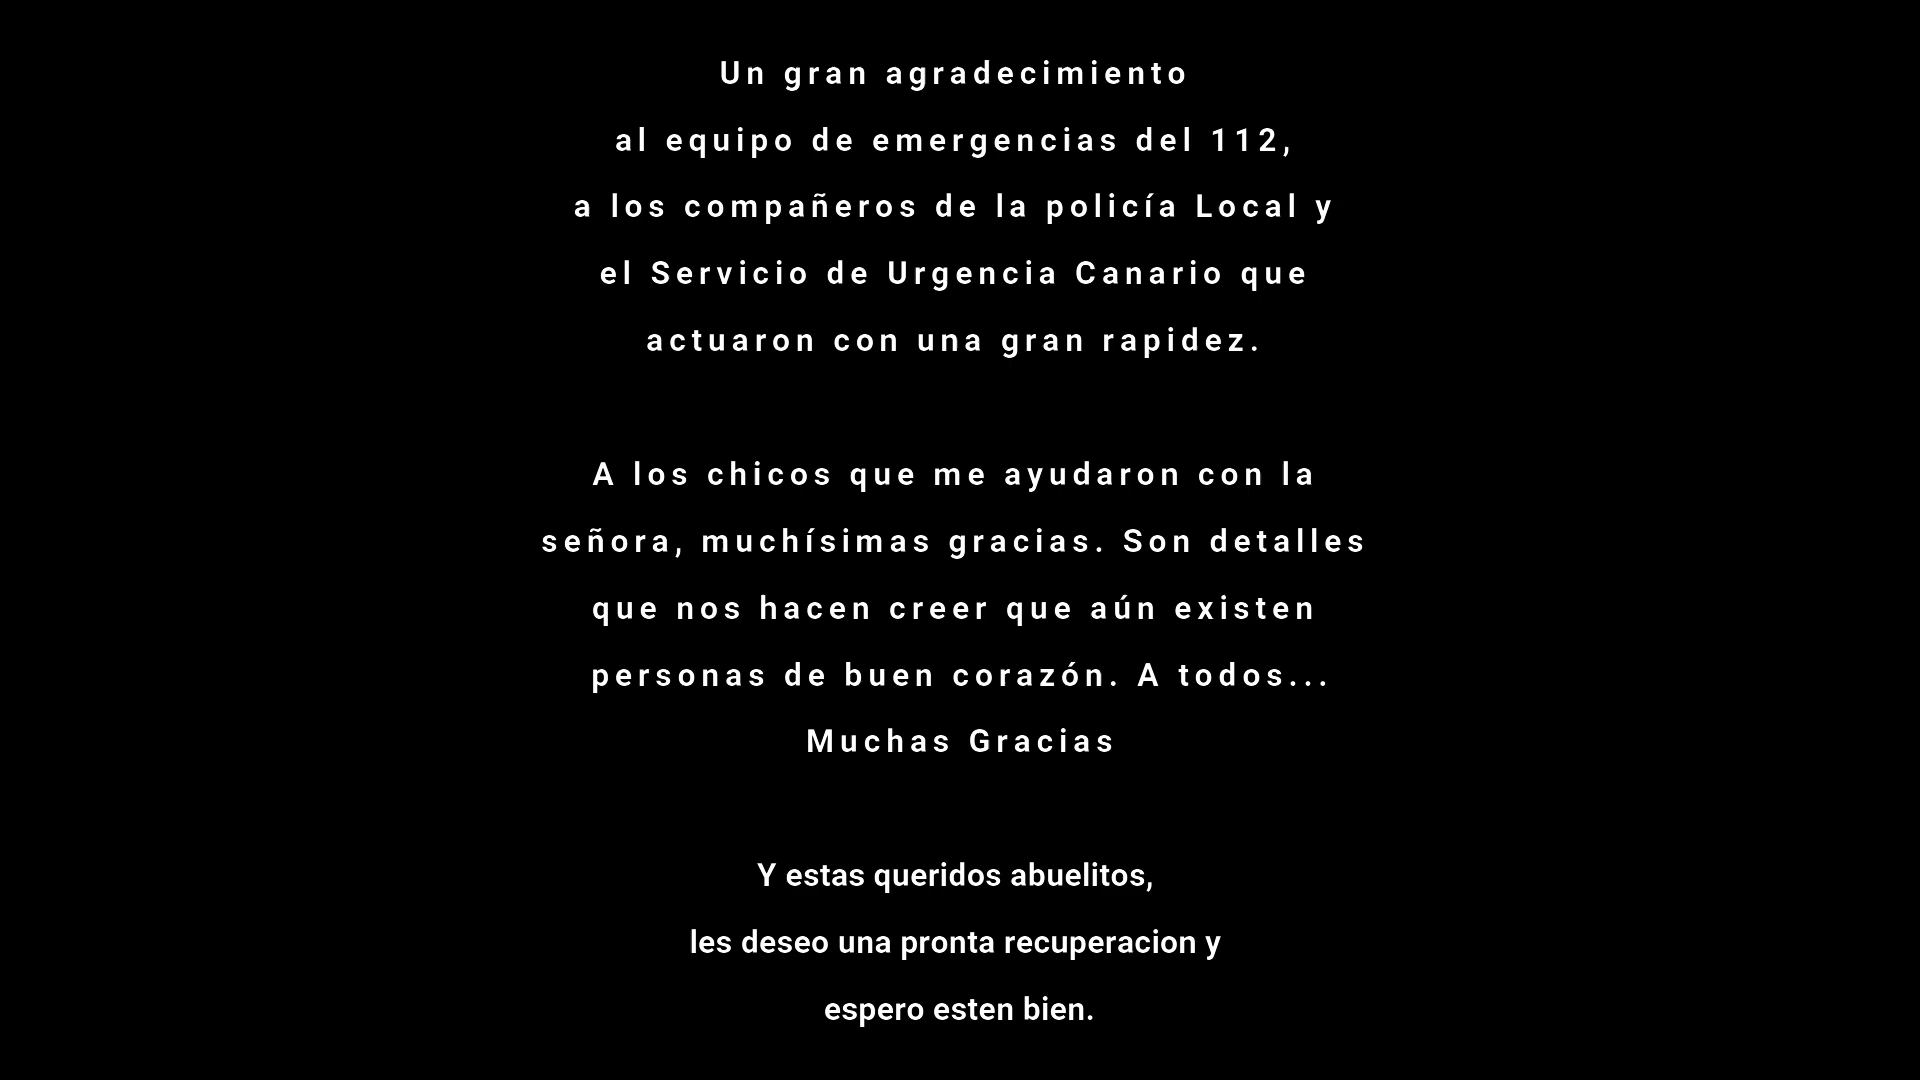 Un gran agradecimiento
al equipo de emergencias del 112,
a los compañeros de la policía Local y
el Servicio de Urgencia Canario que
actuaron con una gran rapidez.
A los chicos que me ayudaron con la
señora, muchísimas gracias. Son detalles
que nos hacen creer que aún existen
personas de buen corazón. A todos...
Muchas Gracias
Y estas queridos abuelitos,
les deseo una pronta recuperacion y
espero esten bien.